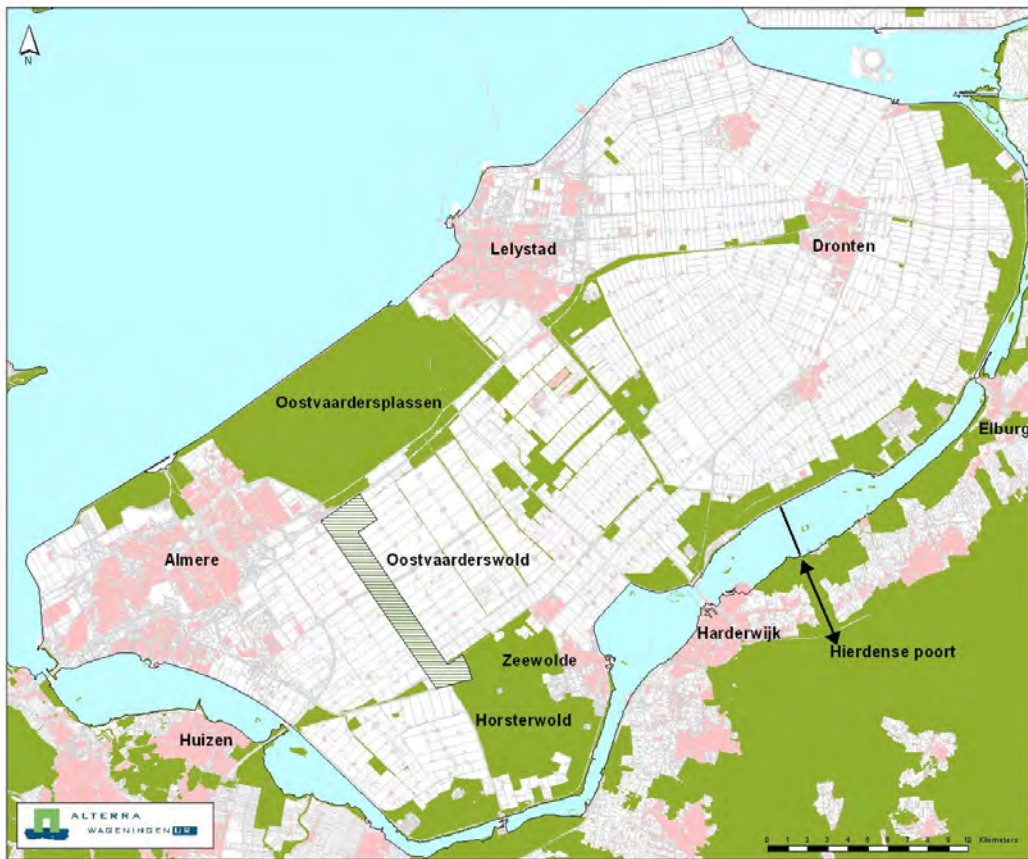 N
Lelystad
Dronten
Oostvaardersplassen
Elburg
Almere
Oostvaarderswold
Harderwijk
Zeewolde
Hierdense poort
Horsterwold
Huizen
ALTERRA
WAGENINGEN UR
0 1 2 3 4 5 6 7 8 9 10 Kilometers